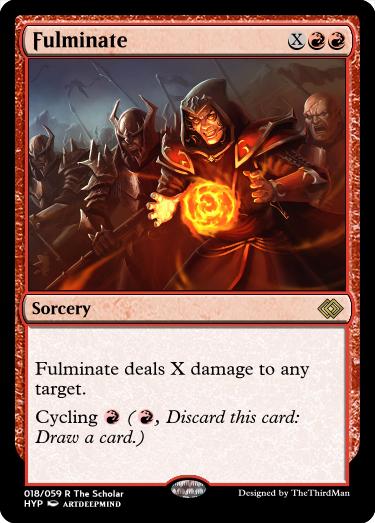 Fulminate X
Sorcery
Fulminate deals X damage to any
target.
Cycling (, Discard this card:
Draw a card.)
018/059 R The Scholar
HYP ARTDEEPMIND
Designed by TheThirdMan